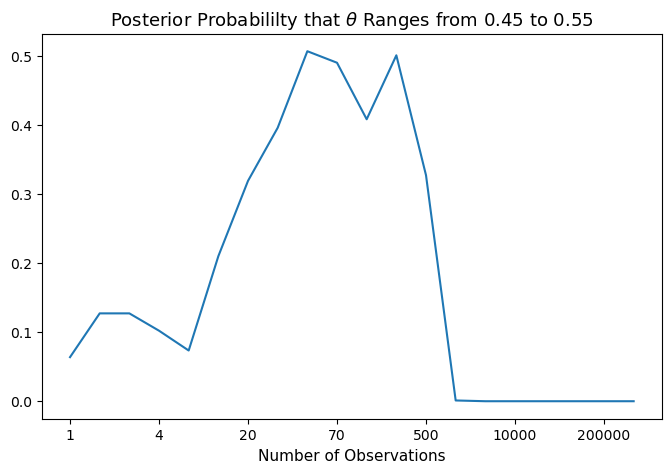 Posterior Probabililty that θ Ranges from 0.45 to 0.55
0.5
0.4
0.3
0.2
0.1
0.0
1 4 20 70 500 10000 200000
Number of Observations